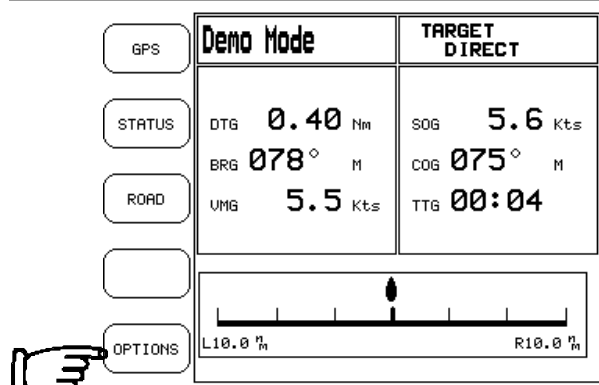 GPS
STATUS
ROAD
OPTIONS
Demo Mode
TARGET
DIRECT
DTG 0.40 Nm
BRG 078° M
VMG 5.5 Kts
SOG 5.6 Kts
COG 075° M
TTG 00:04
L10.0 nm
R10.0 nm